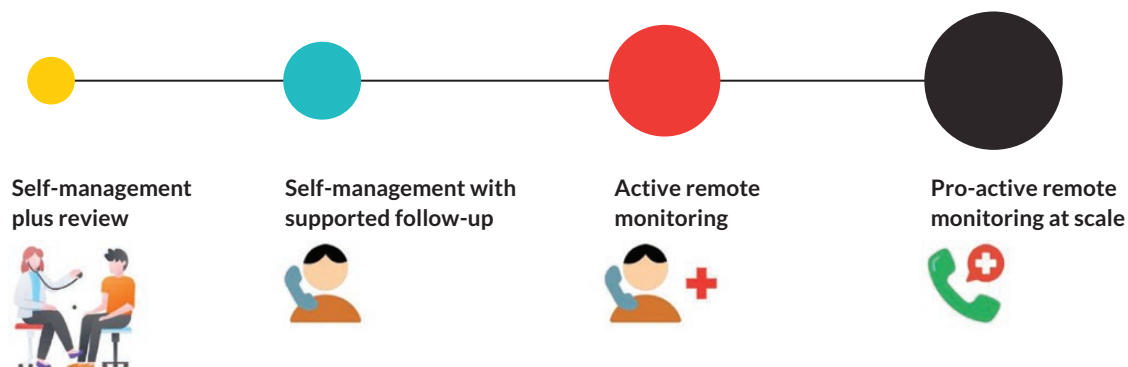 Self-management
plus review
Self-management with
supported follow-up
Active remote
monitoring
Pro-active remote
monitoring at scale